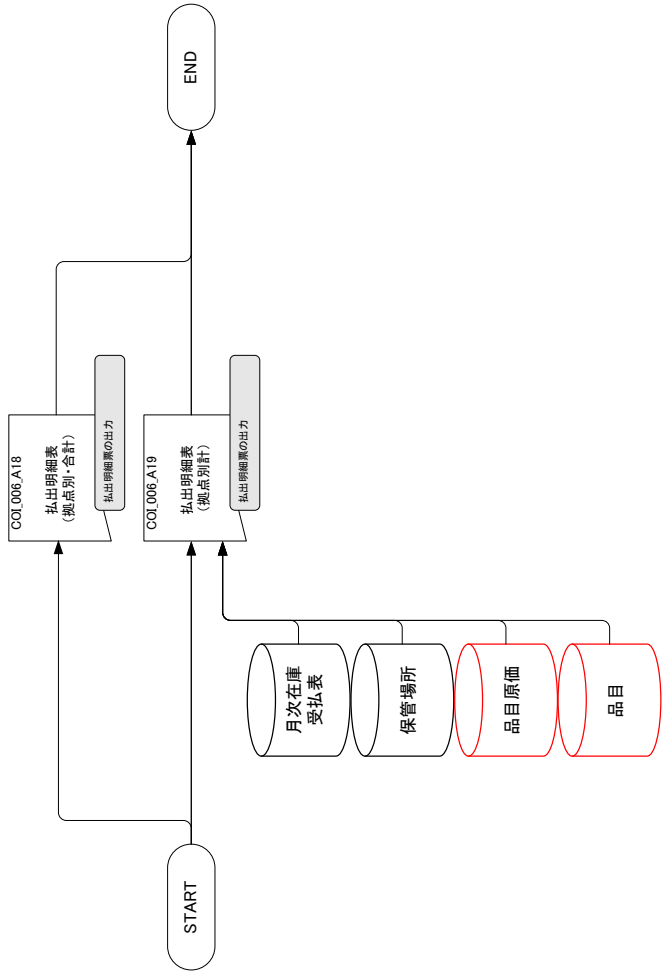 START
COI_006_A18
払出明細表
(拠点別・合計)
払出明細票の出力
COI_006_A19
払出明細表
(拠点別計)
払出明細票の出力
END
月次在庫
受払表
保管場所
品目原価
品目